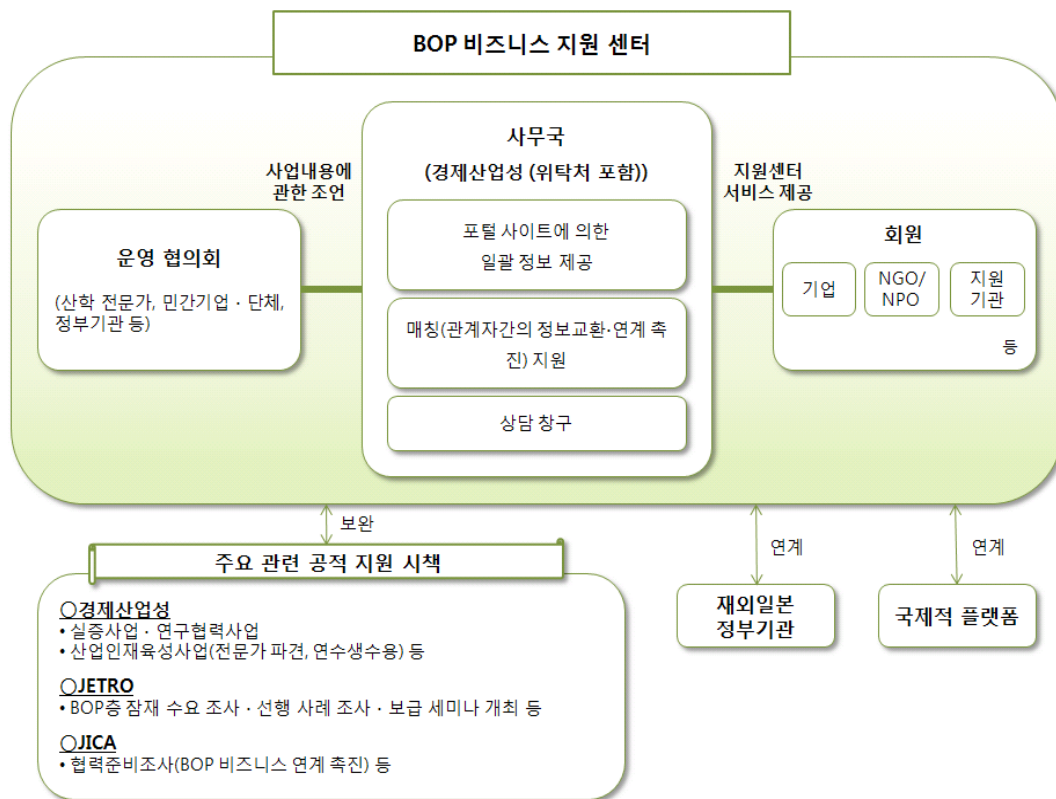 BOP 비즈니스 지원 센터
사업내용에
관한 조언
운영 협의회
(산학 전문가, 민간기업 · 단체,
정부기관 등)
사무국
(경제산업성 (위탁처 포함))
포털 사이트에 의한
일괄 정보 제공
매칭(관계자간의 정보교환·연계 촉
진) 지원
상담 창구
지원센터
서비스 제공
회원
기업
NGO/
NPO
지원
기관
등
보완
연계
연계
주요 관련 공적 지원 시책
○경제산업성
• 실증사업 · 연구협력사업
• 산업인재육성사업(전문가 파견, 연수생수용) 등
○JETRO
• BOP층 잠재 수요 조사 · 선행 사례 조사 · 보급 세미나 개최 등
○JICA
• 협력준비조사(BOP 비즈니스 연계 촉진) 등
재외일본
정부기관
국제적 플랫폼